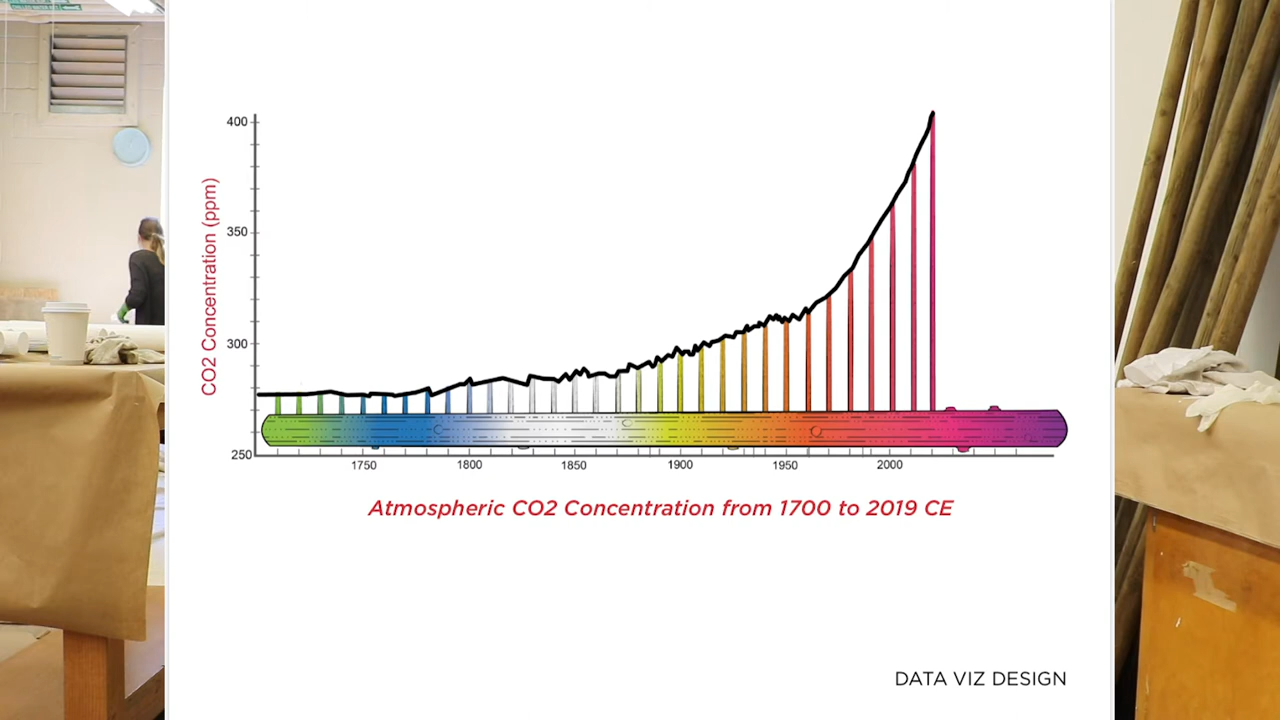 400
350
300
250
CO2 Concentration (ppm)
1750 1800 1850 1900 1950 2000
Atmospheric CO2 Concentration from 1700 to 2019 CE
DATA VIZ DESIGN